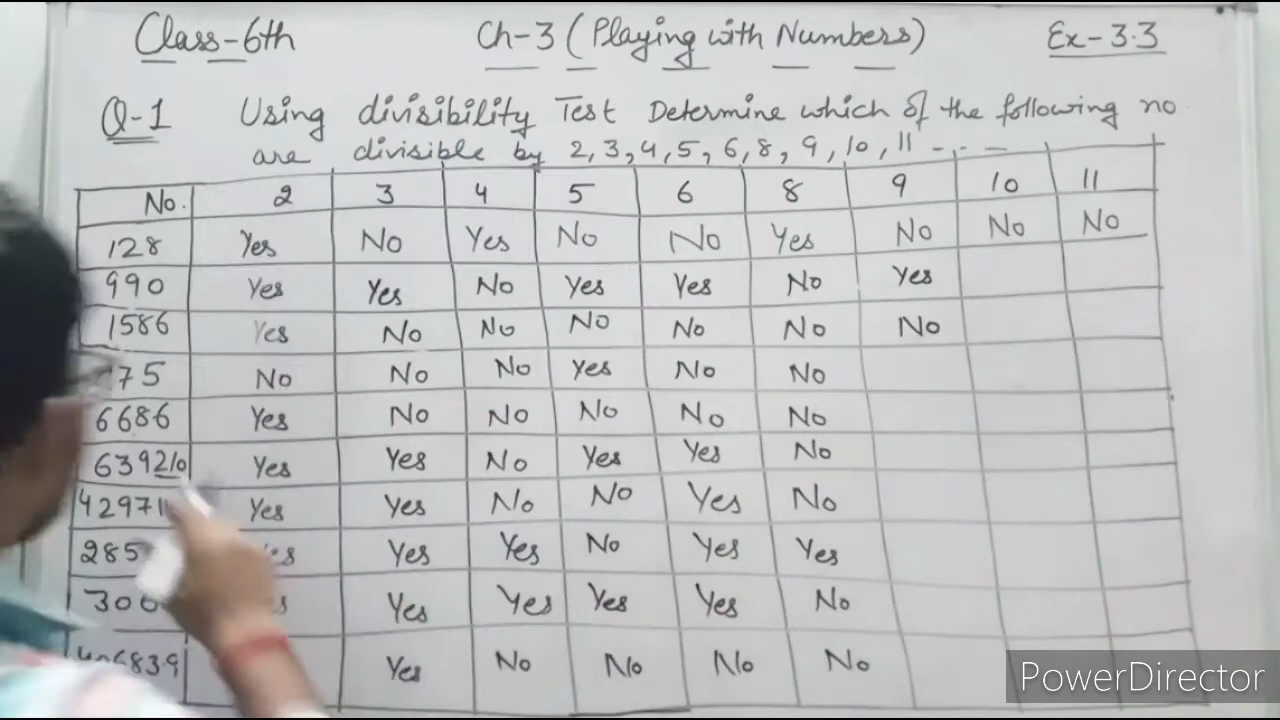 Class-6th Ch-3 (Playing with Numbers) Ex-3.3
Q-1 Using divisibility Test Determine which of the following no
are divisible by 2, 3, 4, 5, 6, 8, 9, 10, 11 - - -
No. 2 3 4 5 6 8 9 10 11
128 Yes No Yes No No Yes No No No
990 Yes Yes No Yes Yes No Yes
1586 Yes No No No No No No
75 No No No Yes No No
6686 Yes No No No No No
639210 Yes Yes No Yes Yes No
Yes Yes No No Yes No
Yes Yes No Yes Yes
Yes Yes Yes Yes No
Yes No No No No
PowerDirector